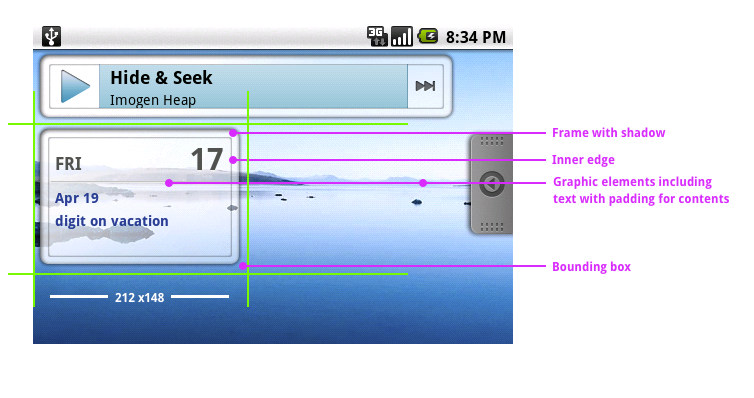 3G
8:34 PM
Hide & Seek
Imogen Heap
FRI
17
Apr 19
digit on vacation
212 x148
Frame with shadow
Inner edge
Graphic elements including
text with padding for contents
Bounding box